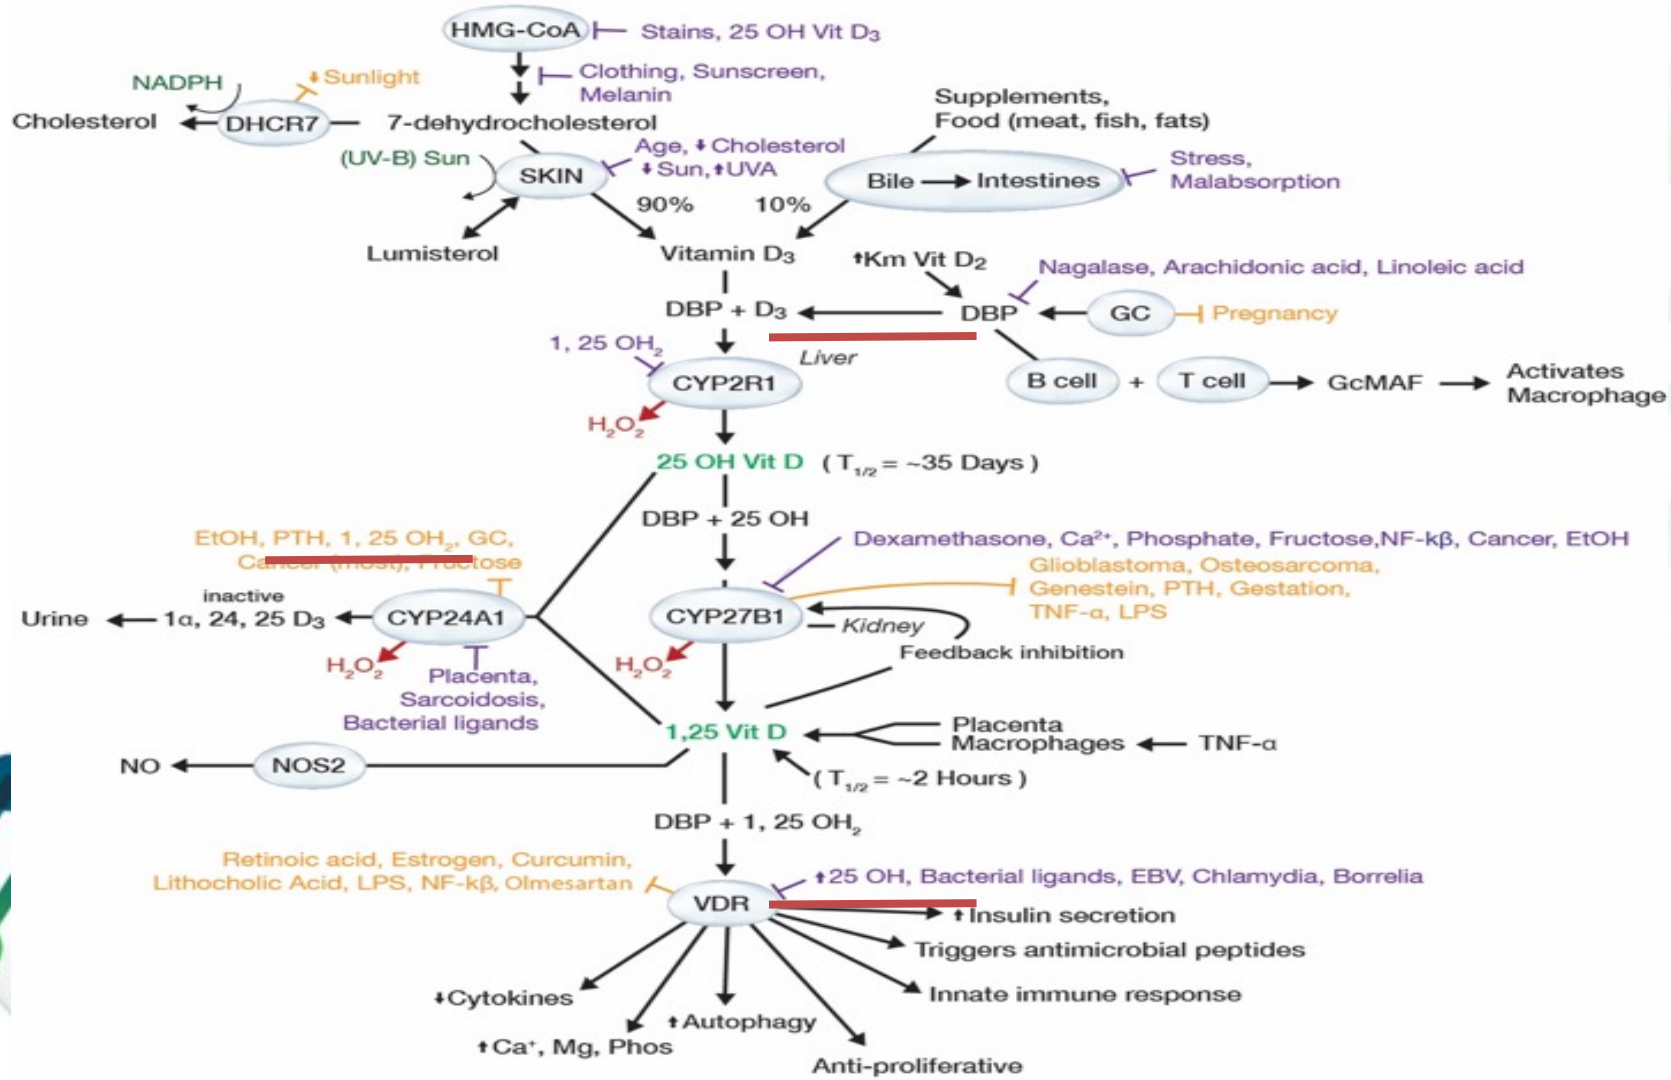 HMG-CoA
Stains, 25 OH Vit D₃
Clothing, Sunscreen,
Melanin
NADPH
Sunlight
Cholesterol
DHCR7
7-dehydrocholesterol
Supplements,
Food (meat, fish, fats)
(UV-B) Sun
SKIN
Age, ↓Cholesterol
↓Sun, ↑UVA
Bile
Intestines
Stress,
Malabsorption
90%
10%
Lumisterol
Vitamin D₃
↑Km Vit D₂
Nagalase, Arachidonic acid, Linoleic acid
DBP + D₃
DBP
GC
Pregnancy
1, 25 OH₂
Liver
CYP2R1
B cell
+
T cell
GcMAF
Activates
Macrophage
H₂O₂
25 OH Vit D
(T₁/₂ = ~35 Days)
DBP + 25 OH
EtOH, PTH, 1, 25 OH₂, GC,
Cancer (most), Fructose
Dexamethasone, Ca²⁺, Phosphate, Fructose,NF-kβ, Cancer, EtOH
Glioblastoma, Osteosarcoma,
Genestein, PTH, Gestation,
TNF-α, LPS
Urine
inactive
1α, 24, 25 D₃
CYP24A1
CYP27B1
Kidney
H₂O₂
H₂O₂
Feedback inhibition
Placenta,
Sarcoidosis,
Bacterial ligands
1,25 Vit D
Placenta
Macrophages
TNF-α
NO
NOS2
(T₁/₂ = ~2 Hours)
DBP + 1, 25 OH₂
Retinoic acid, Estrogen, Curcumin,
Lithocholic Acid, LPS, NF-kβ, Olmesartan
↑25 OH, Bacterial ligands, EBV, Chlamydia, Borrelia
VDR
↑Insulin secretion
Triggers antimicrobial peptides
Innate immune response
↓Cytokines
↑Autophagy
↑Ca⁺, Mg, Phos
Anti-proliferative